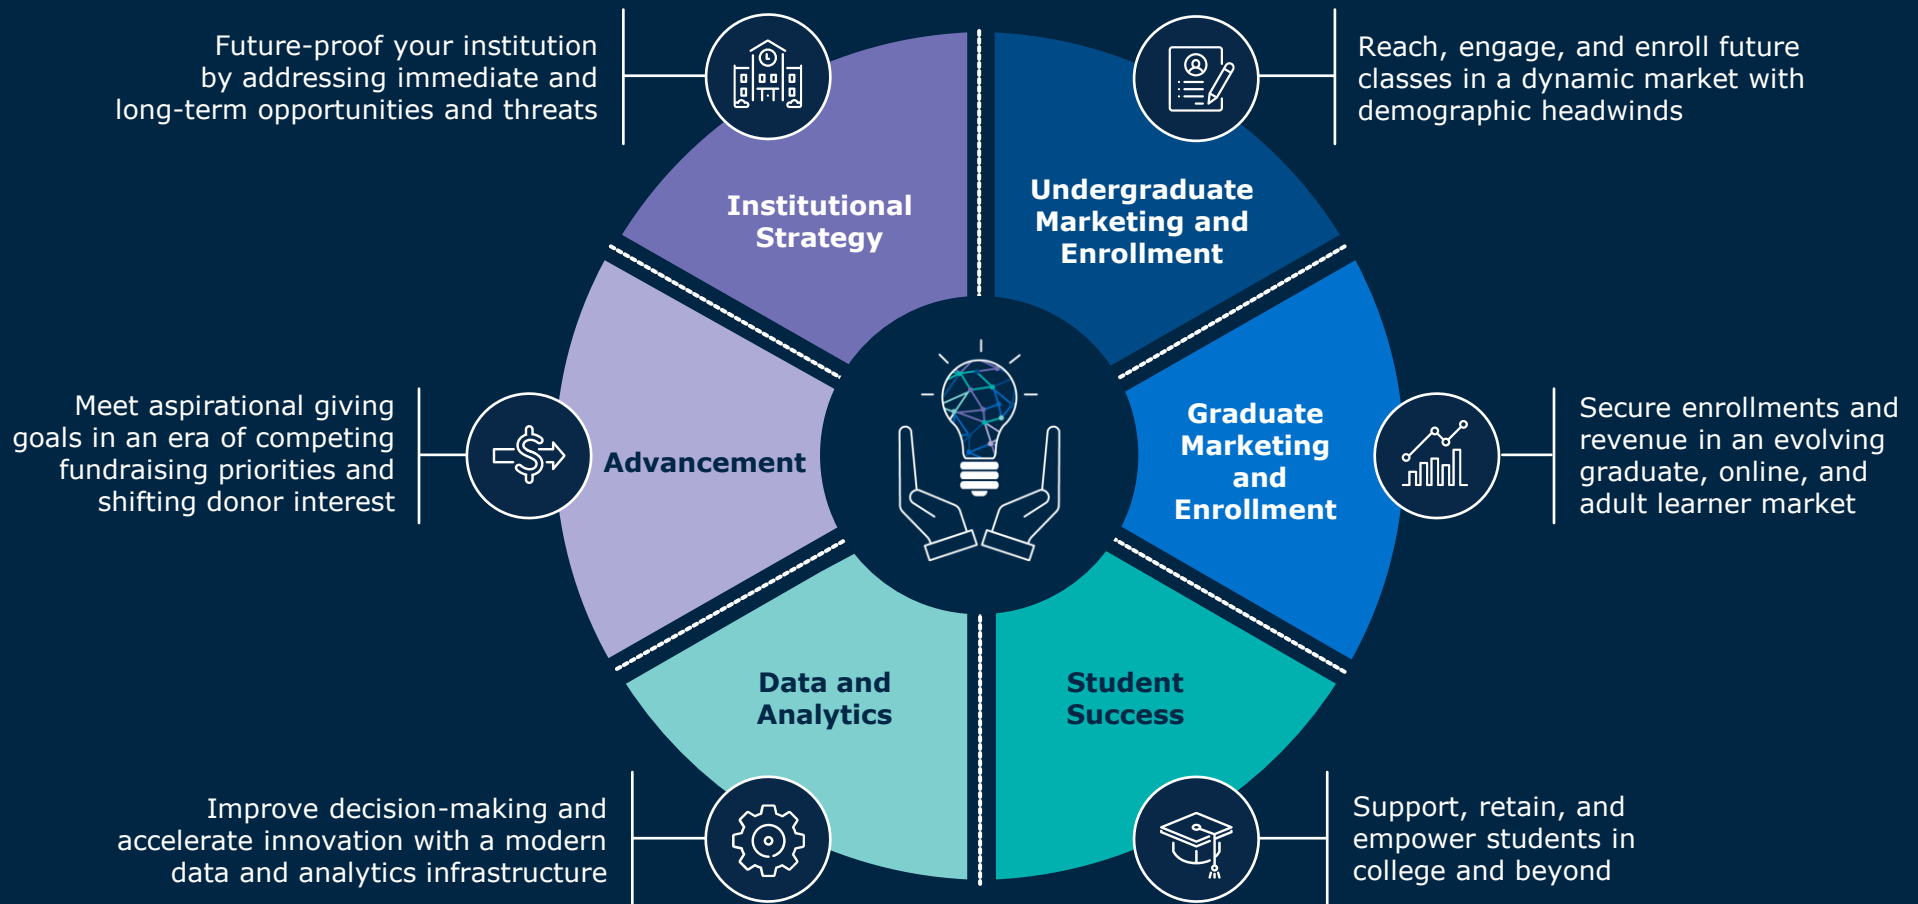 Future-proof your institution
by addressing immediate and
long-term opportunities and threats
Reach, engage, and enroll future
classes in a dynamic market with
demographic headwinds
Institutional
Strategy
Undergraduate
Marketing and
Enrollment
Meet aspirational giving
goals in an era of competing
fundraising priorities and
shifting donor interest
Advancement
Graduate
Marketing
and
Enrollment
Secure enrollments and
revenue in an evolving
graduate, online, and
adult learner market
Data and
Analytics
Student
Success
Improve decision-making and
accelerate innovation with a modern
data and analytics infrastructure
Support, retain, and
empower students in
college and beyond